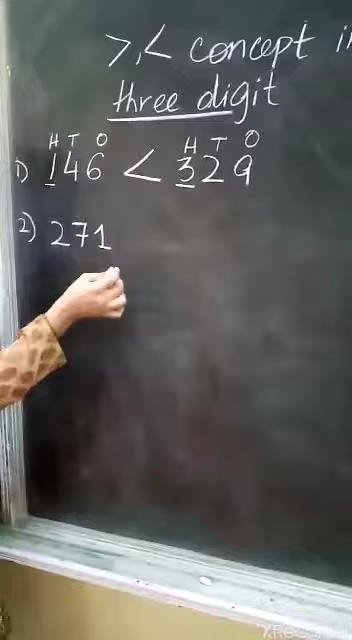 >,< concept
three digit
H T O H T O
1) 146 < 329
2) 271